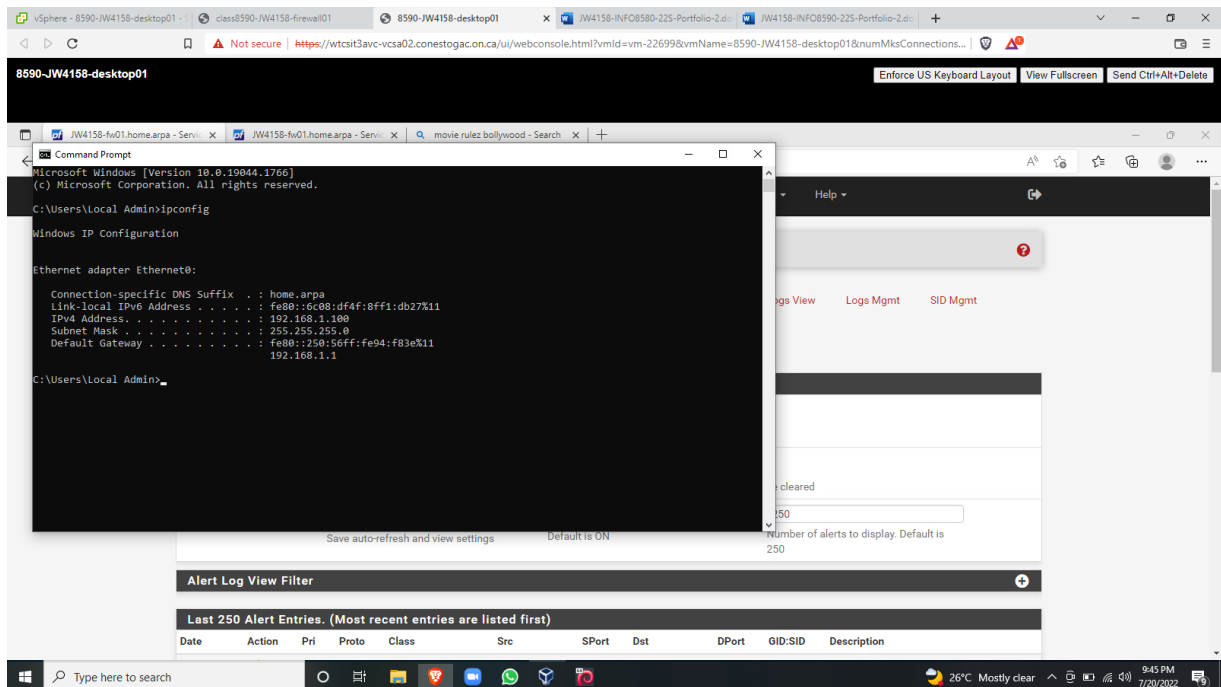 vSphere - 8590-JW4158-desktop01 -
class8590-JW4158-firewall01
8590-JW4158-desktop01
JW4158-INFO8580-22S-Portfolio-2.do
JW4158-INFO8590-22S-Portfolio-2.do
Not secure https://wtcsit3avc-vcsa02.conestogac.on.ca/ui/webconsole.html?vmId=vm-22699&vmName=8590-JW4158-desktop01&numMksConnections...
8590-JW4158-desktop01
Enforce US Keyboard Layout View Fullscreen Send Ctrl+Alt+Delete
JW4158-fw01.home.arpa - Servic
JW4158-fw01.home.arpa - Servic
movie rulez bollywood - Search
Command Prompt
Microsoft Windows [Version 10.0.19044.1766]
(c) Microsoft Corporation. All rights reserved.
C:\Users\Local Admin>ipconfig
Windows IP Configuration
Ethernet adapter Ethernet0:
Connection-specific DNS Suffix . : home.arpa
Link-local IPv6 Address . . . . . : fe80::6c08:df4f:8ff1:db27%11
IPv4 Address. . . . . . . . . . . : 192.168.1.100
Subnet Mask . . . . . . . . . . . : 255.255.255.0
Default Gateway . . . . . . . . . : fe80::250:56ff:fe94:f83e%11
192.168.1.1
C:\Users\Local Admin>
Help
ogs View Logs Mgmt SID Mgmt
cleared
250
Save auto-refresh and view settings
Default is ON
Number of alerts to display. Default is
250
Alert Log View Filter
Last 250 Alert Entries. (Most recent entries are listed first)
Date Action Pri Proto Class Src SPort Dst DPort GID:SID Description
Type here to search
26°C Mostly clear
9:45 PM
7/20/2022